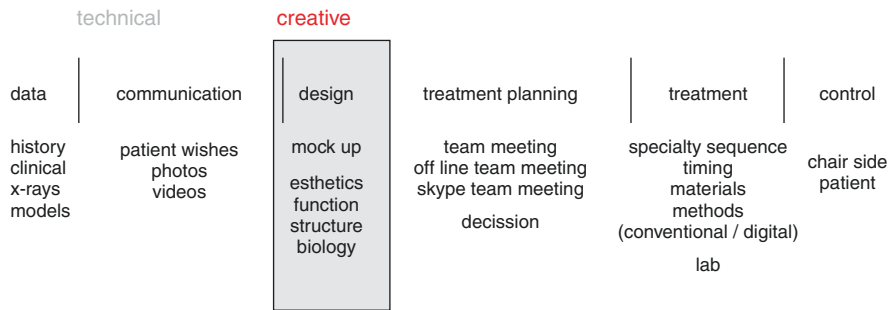 technical
creative
data
communication
design
treatment planning
treatment
control
history
clinical
x-rays
models
patient wishes
photos
videos
mock up
esthetics
function
structure
biology
team meeting
off line team meeting
skype team meeting
decission
specialty sequence
timing
materials
methods
(conventional / digital)
lab
chair side
patient